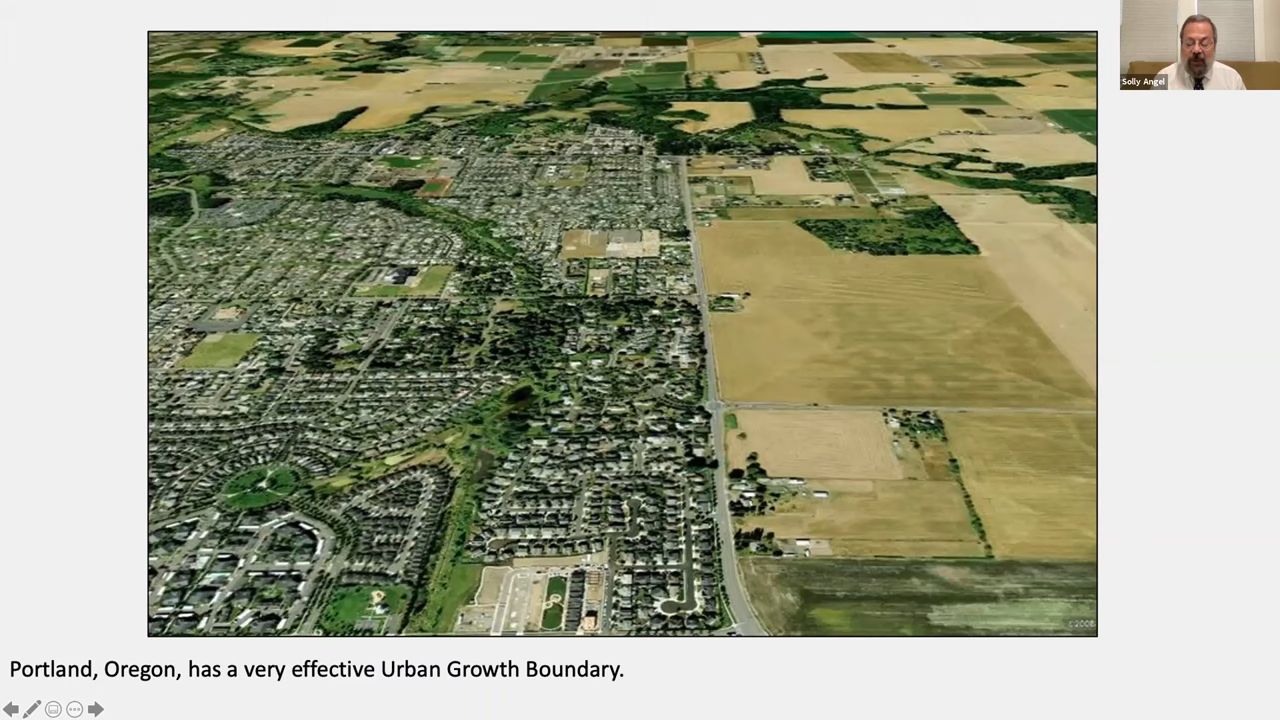 Solly Angel
©2008
Portland, Oregon, has a very effective Urban Growth Boundary.